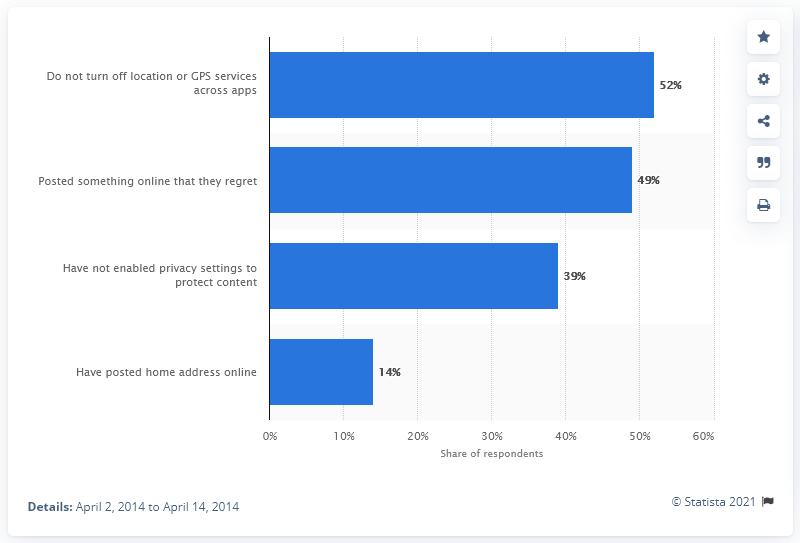 Do not turn off location or GPS services
across apps
52%
Posted something online that they regret
49%
Have not enabled privacy settings to
protect content
39%
Have posted home address online
14%
0% 10% 20% 30% 40% 50% 60%
Share of respondents
Details: April 2, 2014 to April 14, 2014
© Statista 2021